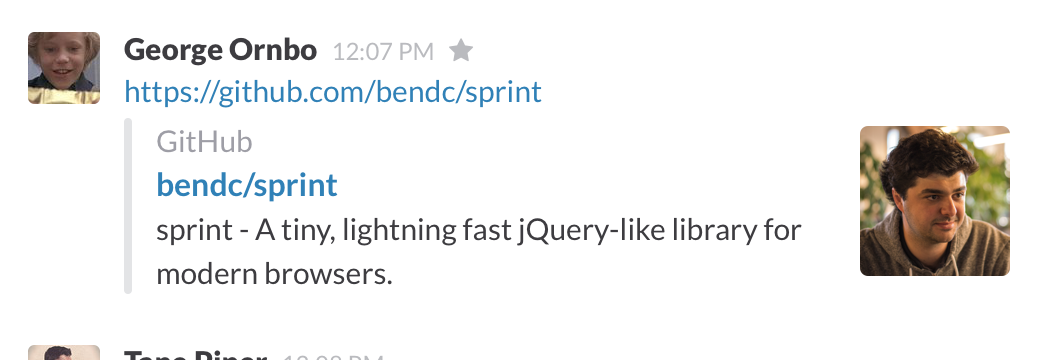 George Ornbo 12:07 PM
https://github.com/bendc/sprint
GitHub
bendc/sprint
sprint - A tiny, lightning fast jQuery-like library for
modern browsers.